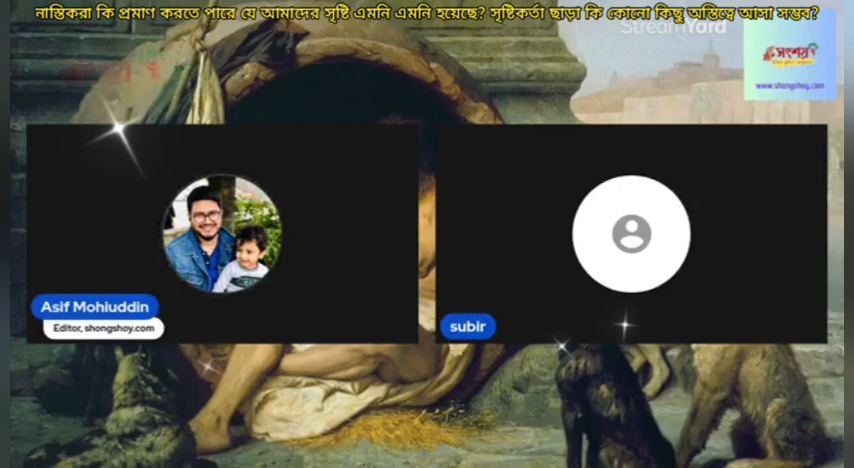 নাস্তিকরা কি প্রমাণ করতে পারে যে আমাদের সৃষ্টি এমনি এমনি হয়েছে? সৃষ্টিকর্তা ছাড়া কি কোনো কিছু অস্তিত্বে আসা সম্ভব?
StreamYard
সংশয়
www.shongshoy.com
Asif Mohiuddin
Editor, shongshoy.com
subir